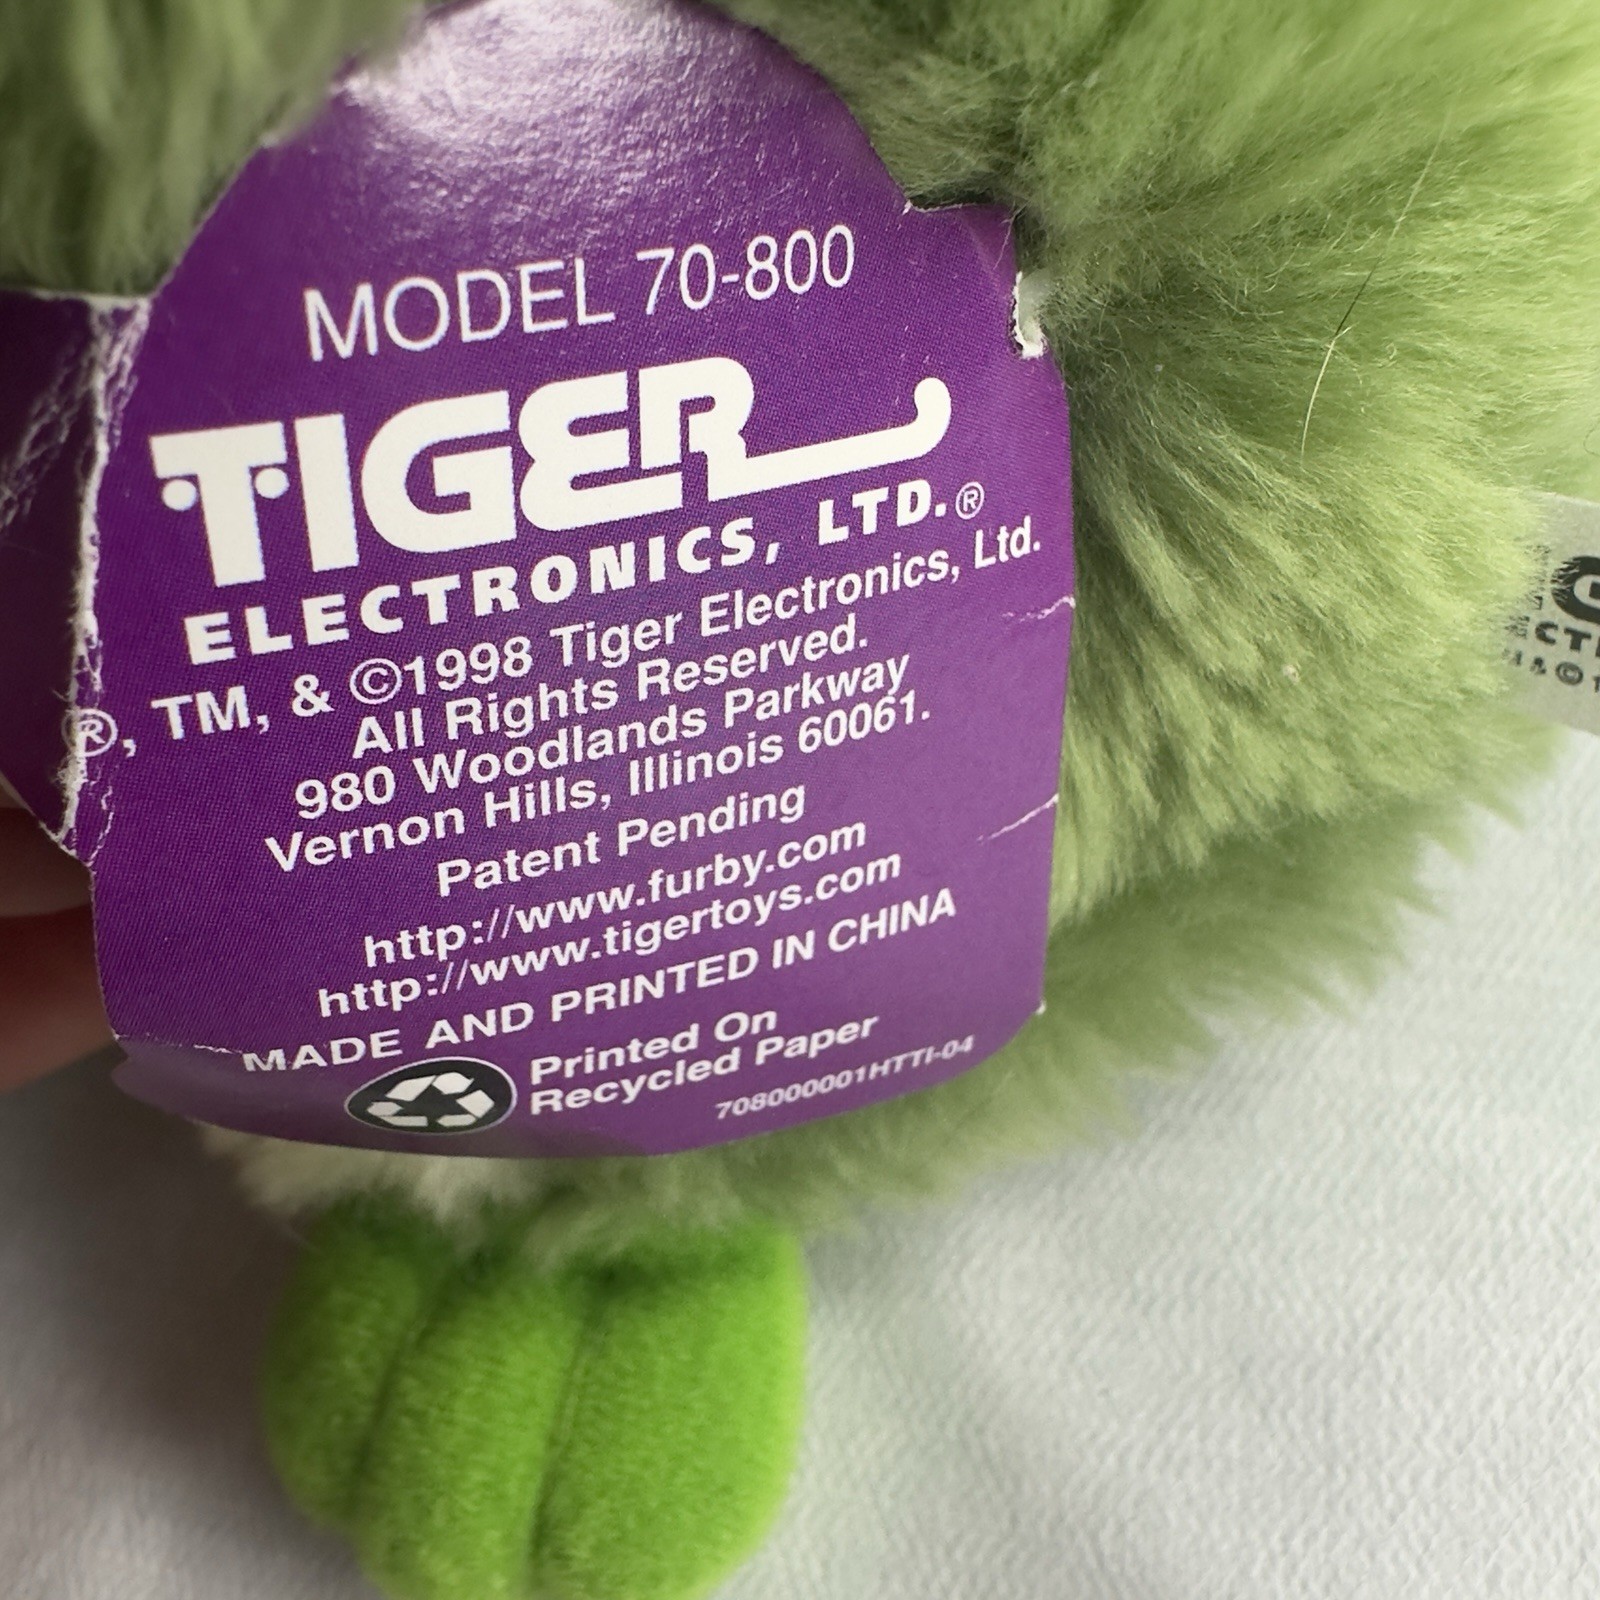 MODEL 70-800
TIGER
ELECTRONICS, LTD.®
®, TM, & ©1998 Tiger Electronics, Ltd.
All Rights Reserved.
980 Woodlands Parkway
Vernon Hills, Illinois 60061.
Patent Pending
http://www.furby.com
http://www.tigertoys.com
MADE AND PRINTED IN CHINA
Printed On
Recycled Paper
708000001HTTI-04